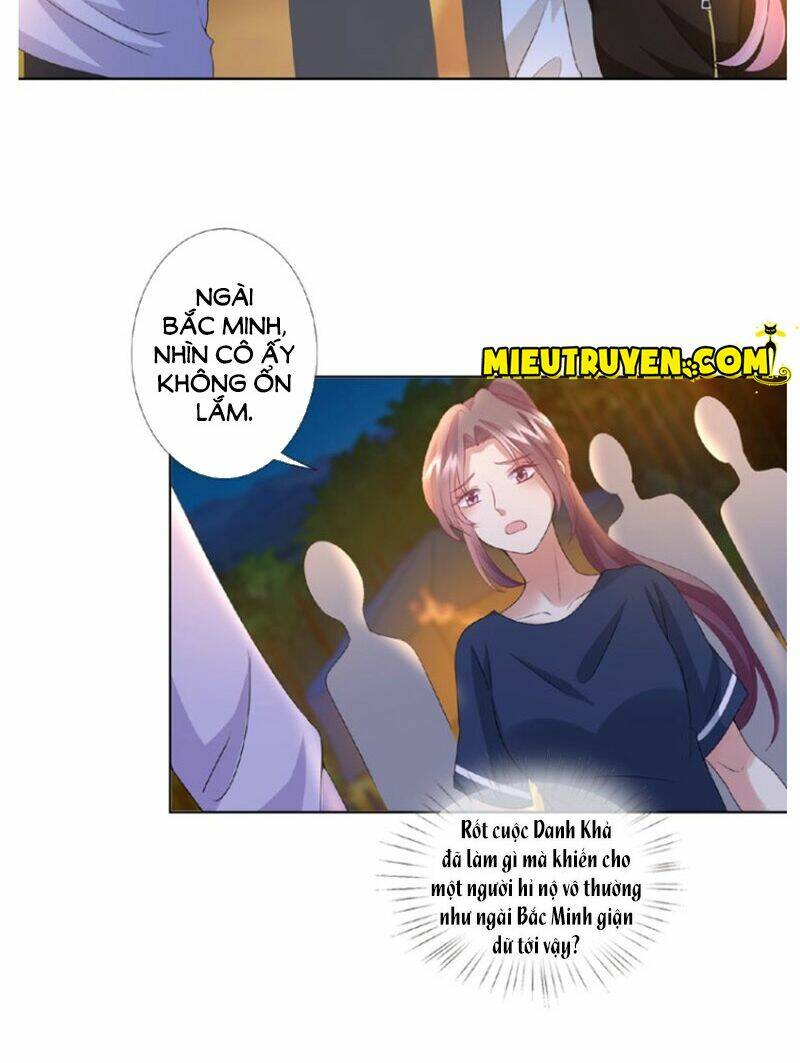 NGÀI
BẮC MINH,
NHÌN CÔ ẤY
KHÔNG ỔN
LẮM.
MIEUTRUYEN.COM
Rốt cuộc Danh Khả
đã làm gì mà khiến cho
một người hỉ nộ vô thường
như ngài Bắc Minh giận
dữ tới vậy?